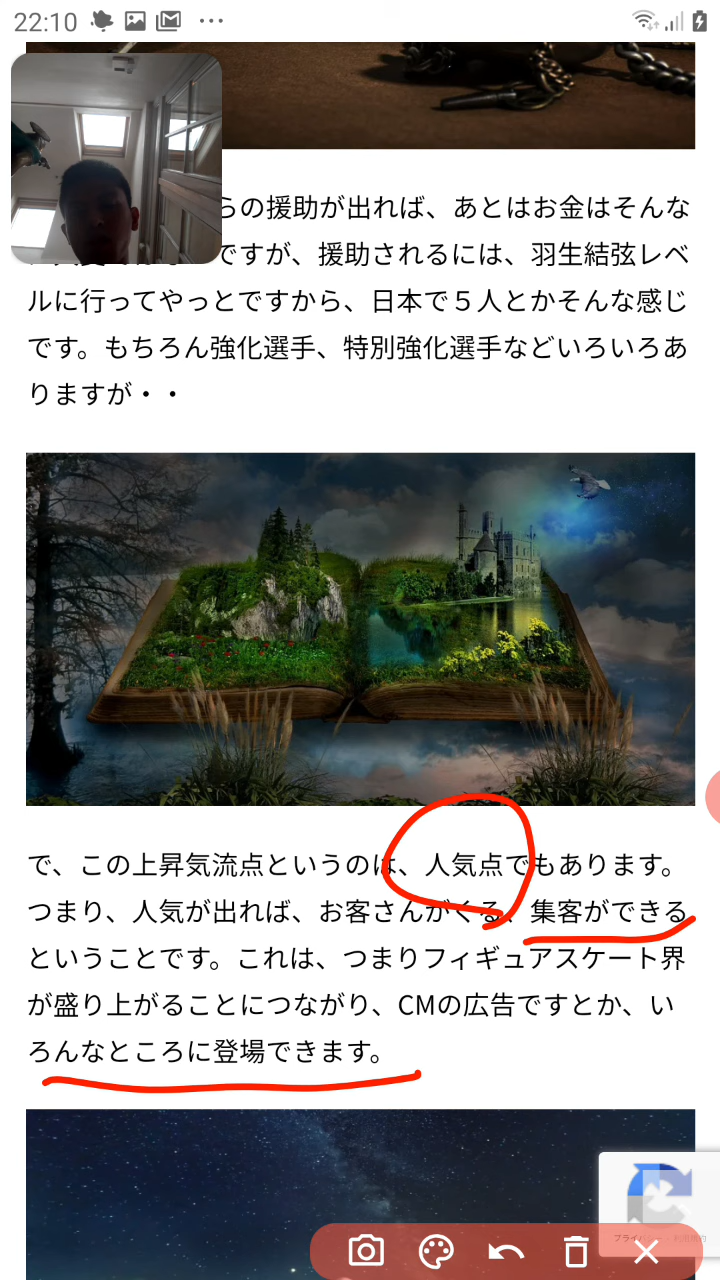 22:10
らの援助が出れば、あとはお金はそんな
ですが、援助されるには、羽生結弦レベ
ルに行ってやっとですから、日本で５人とかそんな感じ
です。もちろん強化選手、特別強化選手などいろいろあ
りますが・・
で、この上昇気流点というのは、人気点でもあります。
つまり、人気が出れば、お客さんがくる、集客ができる
ということです。これは、つまりフィギュアスケート界
が盛り上がることにつながり、CMの広告ですとか、い
ろんなところに登場できます。